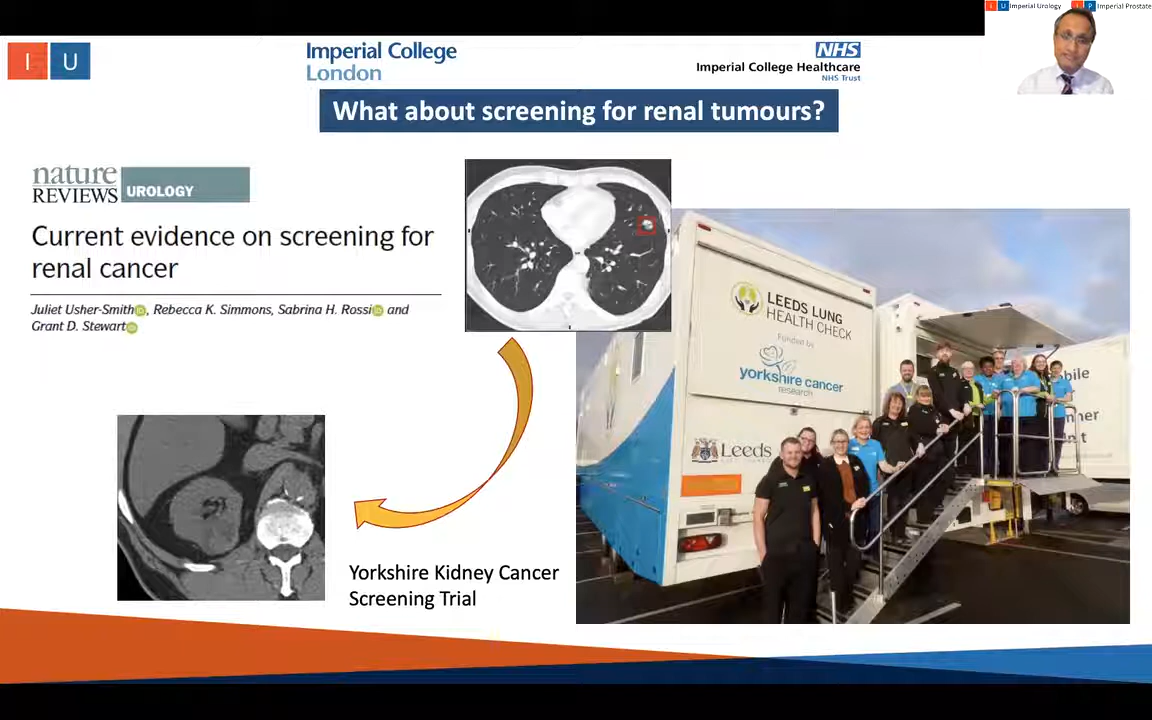 I U Imperial Urology I P Imperial Prostate
I U
Imperial College
London
NHS
Imperial College Healthcare
NHS Trust
What about screening for renal tumours?
nature
REVIEWS UROLOGY
Current evidence on screening for
renal cancer
Juliet Usher-Smith, Rebecca K. Simmons, Sabrina H. Rossi and
Grant D. Stewart
LEEDS LUNG
HEALTH CHECK
Funded by
yorkshire cancer
research
Leeds
Yorkshire Kidney Cancer
Screening Trial